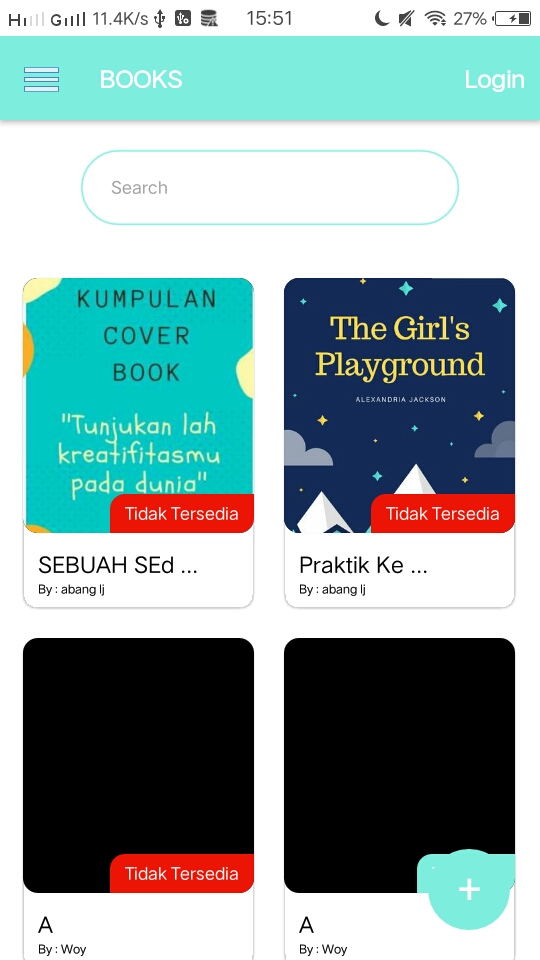 11.4K/s 15:51 27%
BOOKS Login
Search
KUMPULAN
COVER
BOOK
"Tunjukan lah
kreatifitasmu
pada dunia"
Tidak Tersedia
SEBUAH SEd ...
By : abang Ij
The Girl's
Playground
ALEXANDRIA JACKSON
Tidak Tersedia
Praktik Ke ...
By : abang Ij
Tidak Tersedia
A
By : Woy
+
A
By : Woy